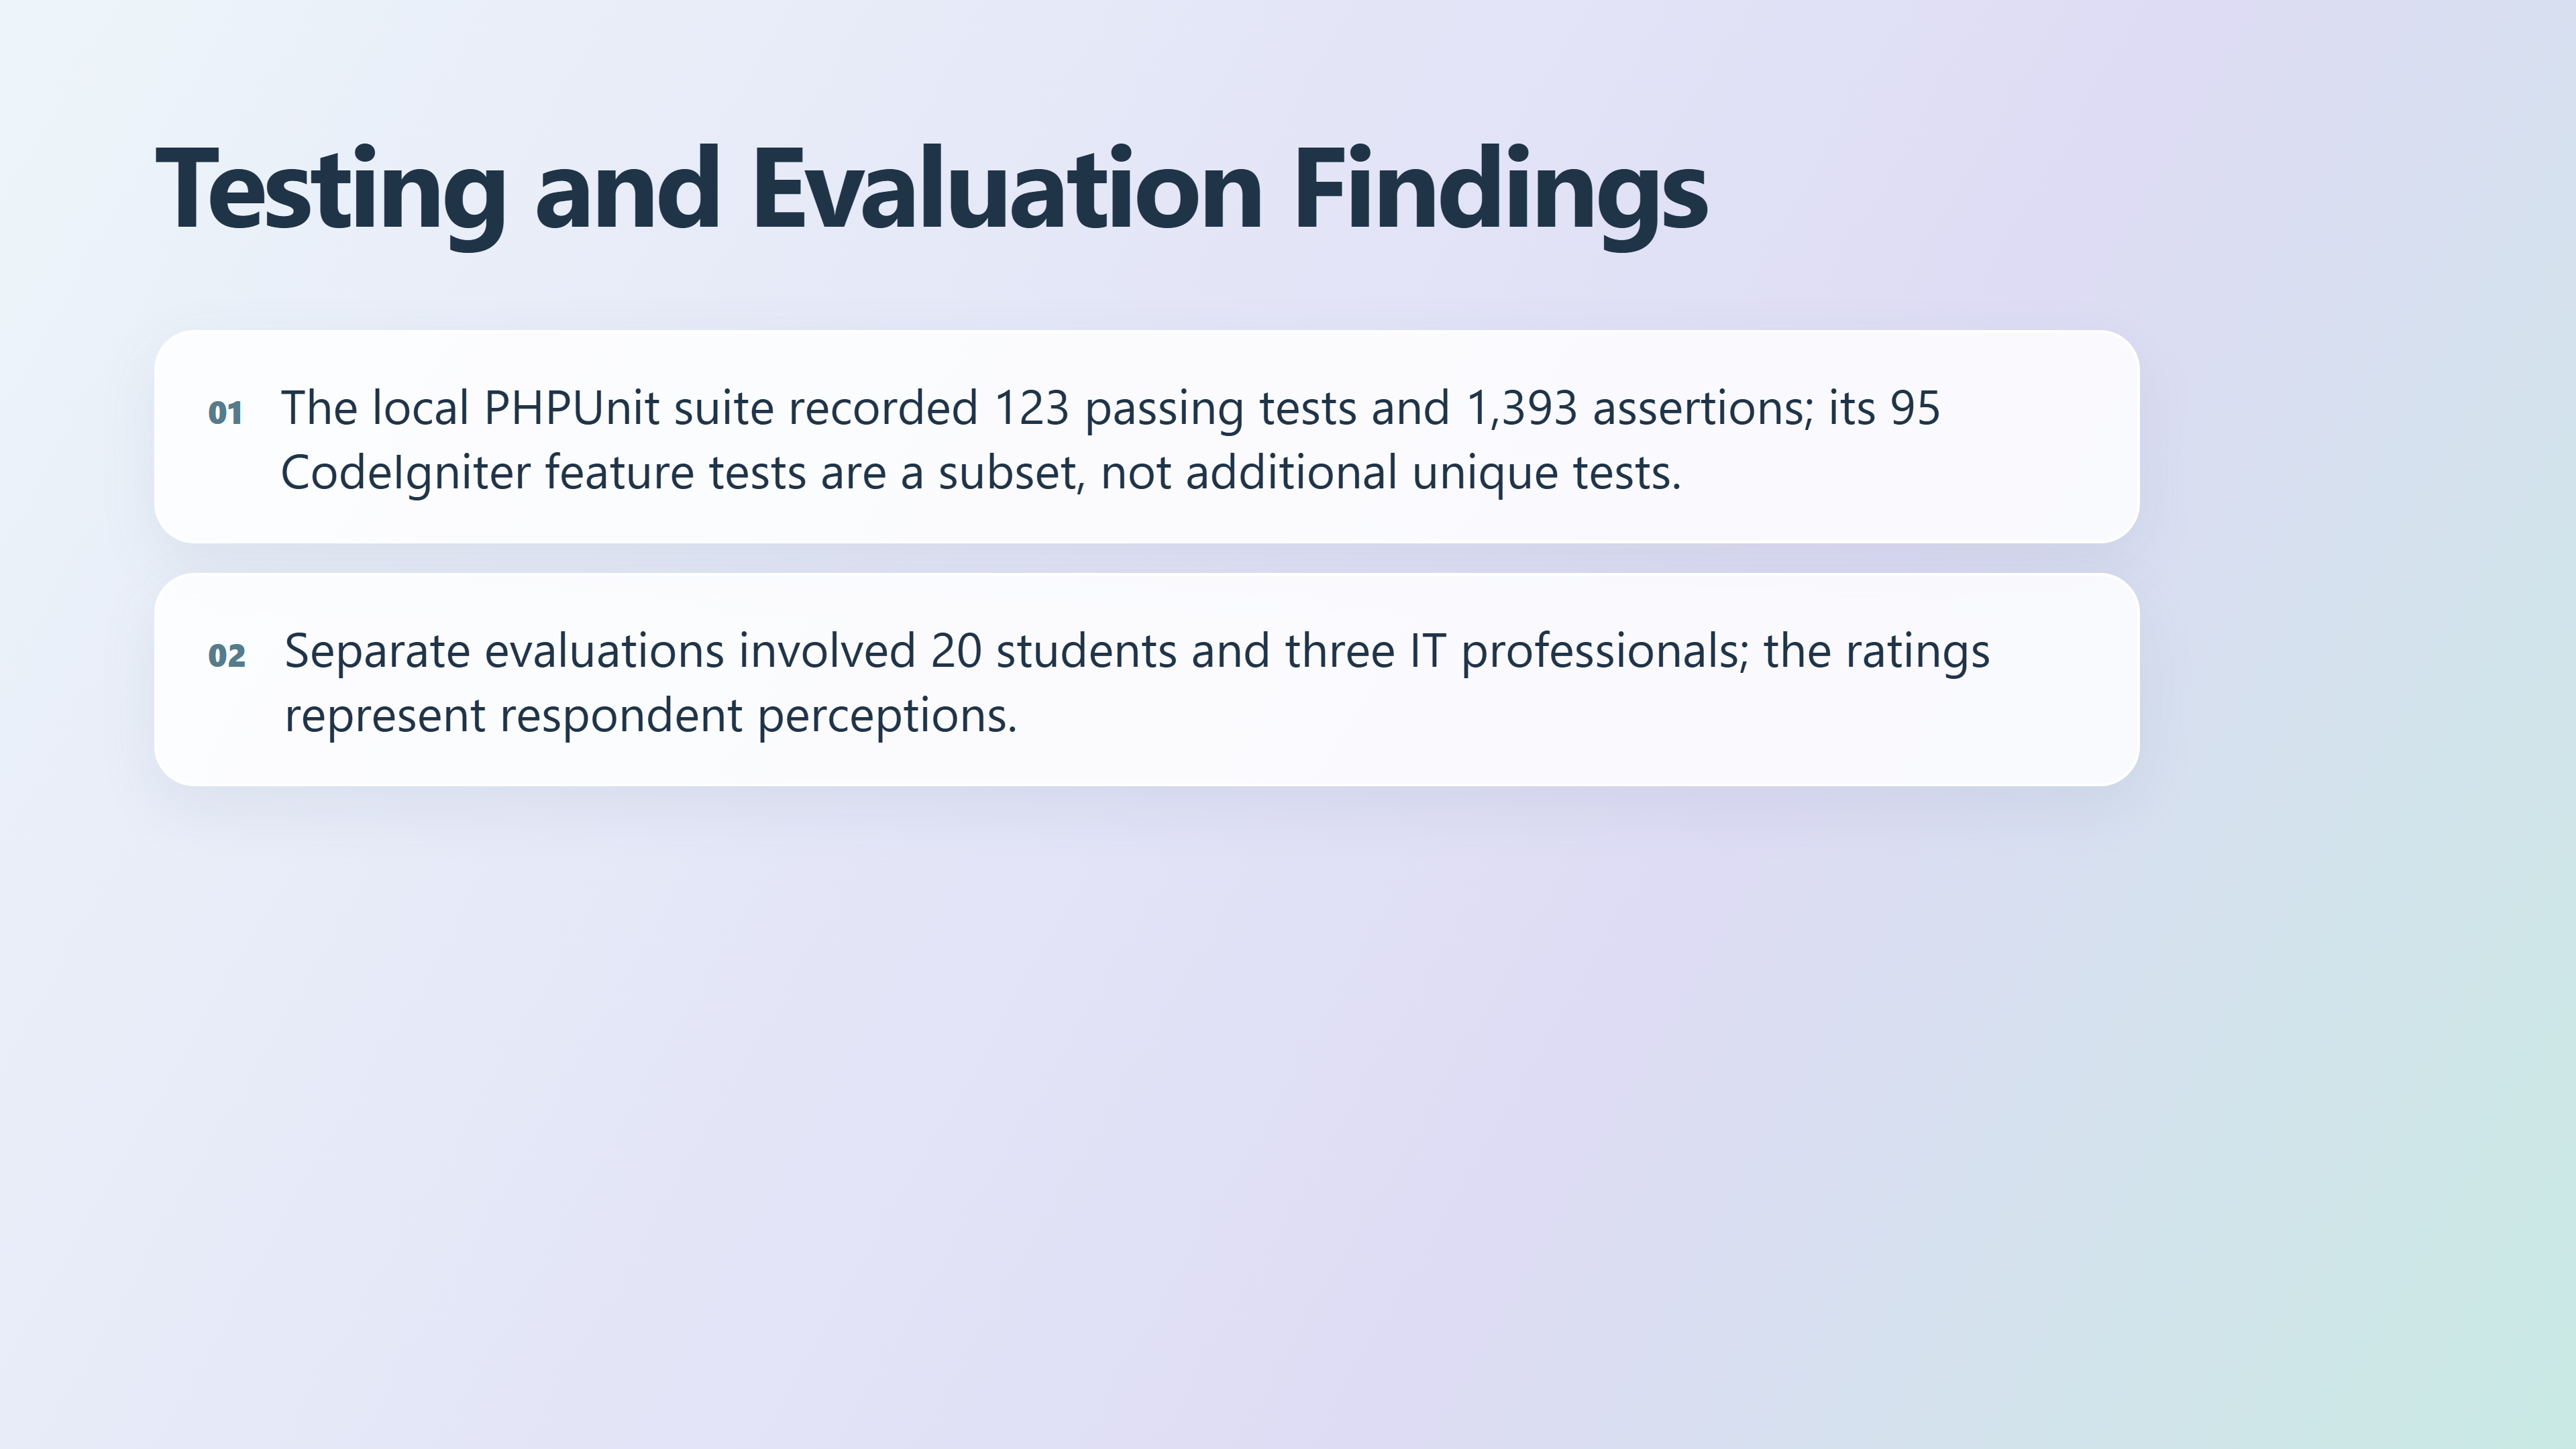 Testing and Evaluation Findings
01 The local PHPUnit suite recorded 123 passing tests and 1,393 assertions; its 95
CodeIgniter feature tests are a subset, not additional unique tests.
02 Separate evaluations involved 20 students and three IT professionals; the ratings
represent respondent perceptions.